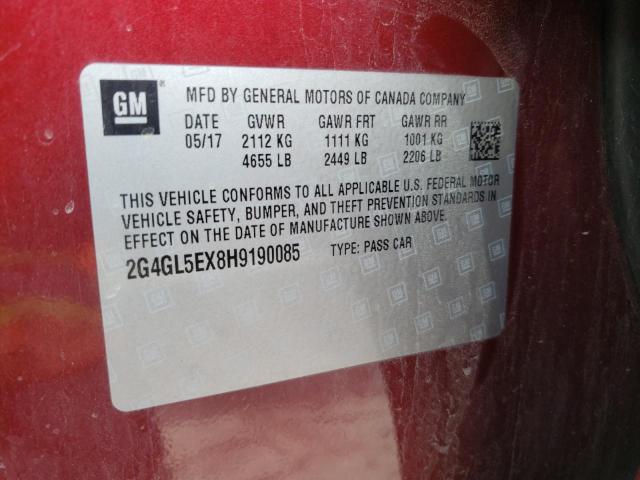 GM
MFD BY GENERAL MOTORS OF CANADA COMPANY
DATE GVWR GAWR FRT GAWR RR
05/17 2112 KG 1111 KG 1001 KG
4655 LB 2449 LB 2206 LB
THIS VEHICLE CONFORMS TO ALL APPLICABLE U.S. FEDERAL MOTOR
VEHICLE SAFETY, BUMPER, AND THEFT PREVENTION STANDARDS IN
EFFECT ON THE DATE OF MANUFACTURE SHOWN ABOVE.
2G4GL5EX8H9190085 TYPE: PASS CAR